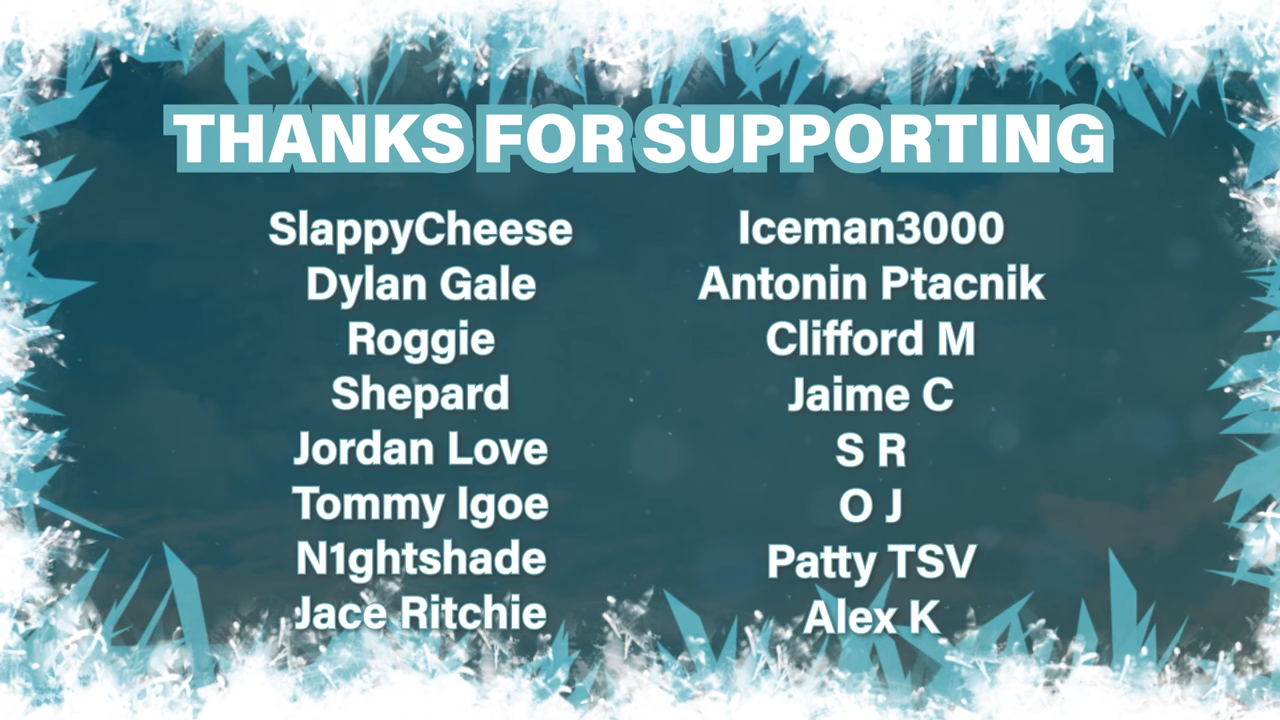 THANKS FOR SUPPORTING
SlappyCheese
Dylan Gale
Roggie
Shepard
Jordan Love
Tommy Igoe
N1ghtshade
Jace Ritchie
Iceman3000
Antonin Ptacnik
Clifford M
Jaime C
S R
O J
Patty TSV
Alex K